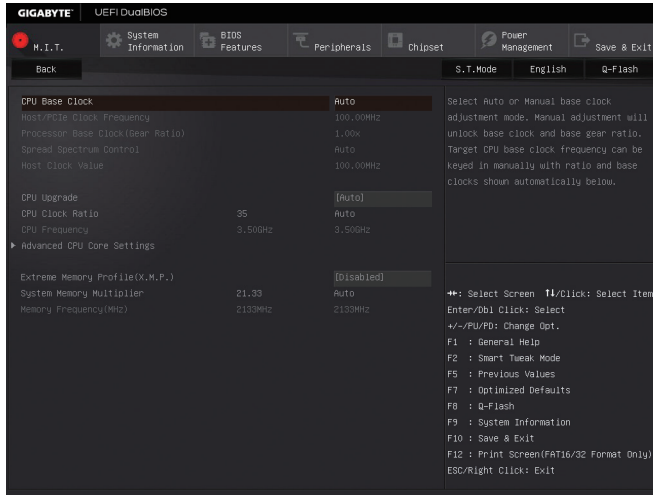 GIGABYTE™ UEFI DualBIOS
M.I.T. System Information BIOS Features Peripherals Chipset Power Management Save & Exit
Back S.T.Mode English Q-Flash
CPU Base Clock Auto
Host/PCIe Clock Frequency 100.00MHz
Processor Base Clock(Gear Ratio) 1.00x
Spread Spectrum Control Auto
Host Clock Value 100.00MHz
CPU Upgrade [Auto]
CPU Clock Ratio 35 Auto
CPU Frequency 3.50GHz 3.50GHz
Advanced CPU Core Settings
Extreme Memory Profile(X.M.P.) [Disabled]
System Memory Multiplier 21.33 Auto
Memory Frequency(MHz) 2133MHz 2133MHz
Select Auto or Manual base clock
adjustment mode. Manual adjustment will
unlock base clock and base gear ratio.
Target CPU base clock frequency can be
keyed in manually with ratio and base
clocks shown automatically below.
→←: Select Screen ↑↓/Click: Select Item
Enter/Dbl Click: Select
+/-/PU/PD: Change Opt.
F1 : General Help
F2 : Smart Tweak Mode
F5 : Previous Values
F7 : Optimized Defaults
F8 : Q-Flash
F9 : System Information
F10 : Save & Exit
F12 : Print Screen(FAT16/32 Format Only)
ESC/Right Click: Exit